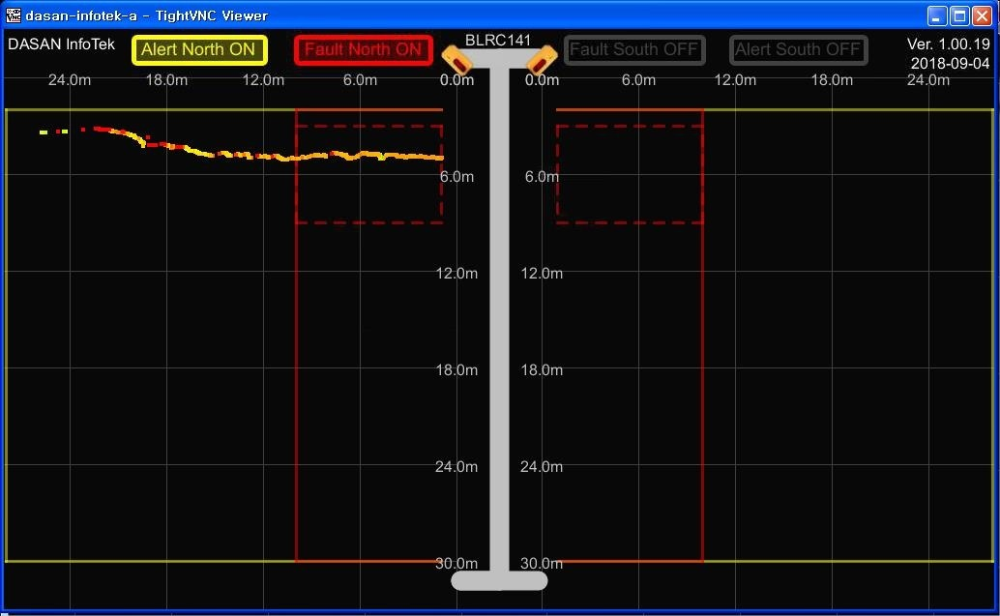 dasan-infotek-a - TightVNC Viewer
DASAN InfoTek
Alert North ON
Fault North ON
BLRC141
Fault South OFF
Alert South OFF
Ver. 1.00.19
2018-09-04
24.0m 18.0m 12.0m 6.0m 0.0m 0.0m 6.0m 12.0m 18.0m 24.0m
6.0m 6.0m
12.0m 12.0m
18.0m 18.0m
24.0m 24.0m
30.0m 30.0m